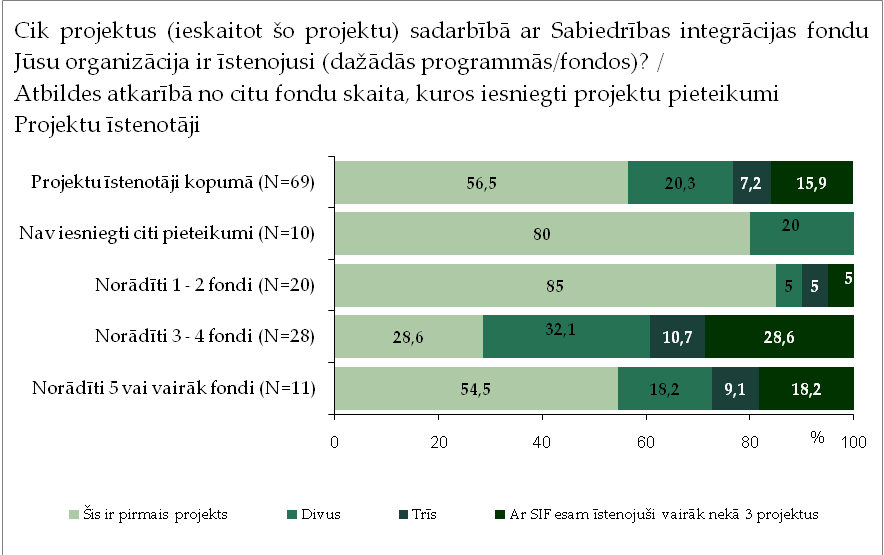 Cik projektus (ieskaitot šo projektu) sadarbībā ar Sabiedrības integrācijas fondu
Jūsu organizācija ir īstenojusi (dažādās programmās/fondos)? /
Atbildes atkarībā no citu fondu skaita, kuros iesniegti projektu pieteikumi
Projektu īstenotāji
Projektu īstenotāji kopumā (N=69) 56,5 20,3 7,2 15,9
Nav iesniegti citi pieteikumi (N=10) 80 20
Norādīti 1 - 2 fondi (N=20) 85 5 5 5
Norādīti 3 - 4 fondi (N=28) 28,6 32,1 10,7 28,6
Norādīti 5 vai vairāk fondi (N=11) 54,5 18,2 9,1 18,2
0 20 40 60 80 % 100
Šis ir pirmais projekts Divus Trīs Ar SIF esam īstenojuši vairāk nekā 3 projektus